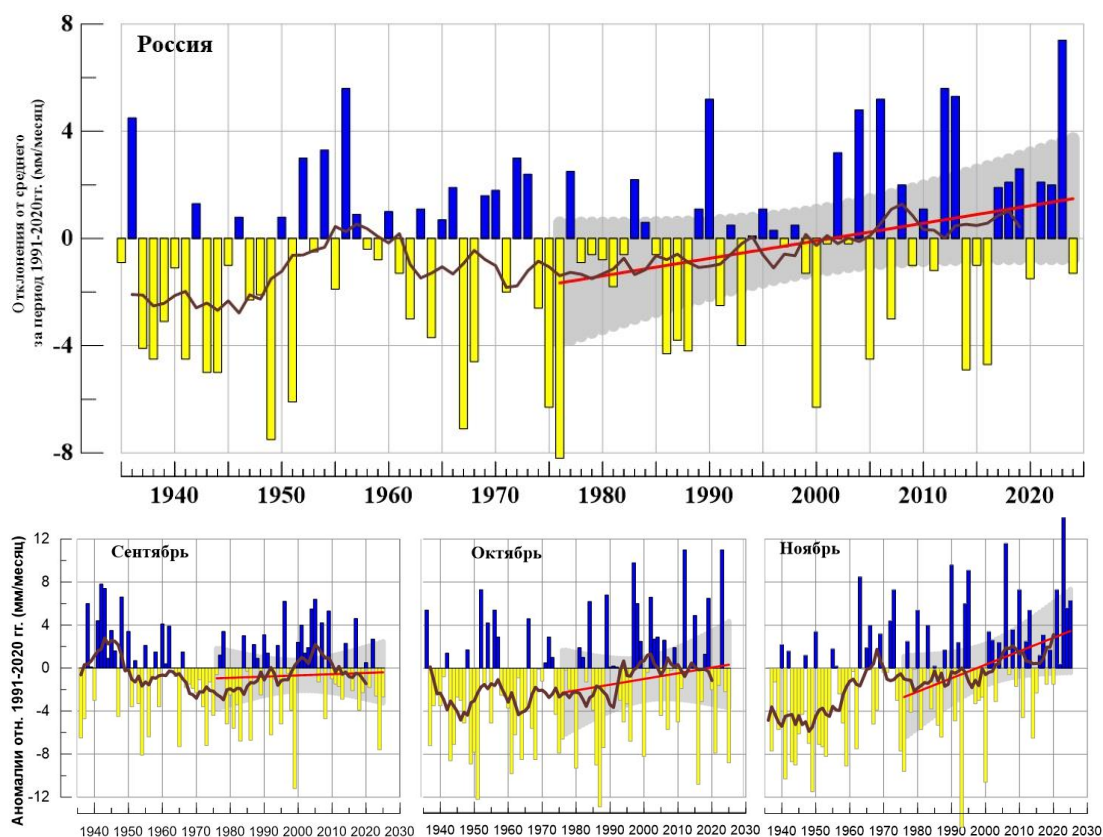 Россия
Отклонения от среднего
за период 1991-2020гг. (мм/месяц)
8
4
0
-4
-8
1940 1950 1960 1970 1980 1990 2000 2010 2020
Аномалии отн. 1991-2020 гг. (мм/месяц)
12
8
4
0
-4
-8
-12
Сентябрь
Октябрь
Ноябрь
1940 1950 1960 1970 1980 1990 2000 2010 2020 2030
1940 1950 1960 1970 1980 1990 2000 2010 2020 2030
1940 1950 1960 1970 1980 1990 2000 2010 2020 2030